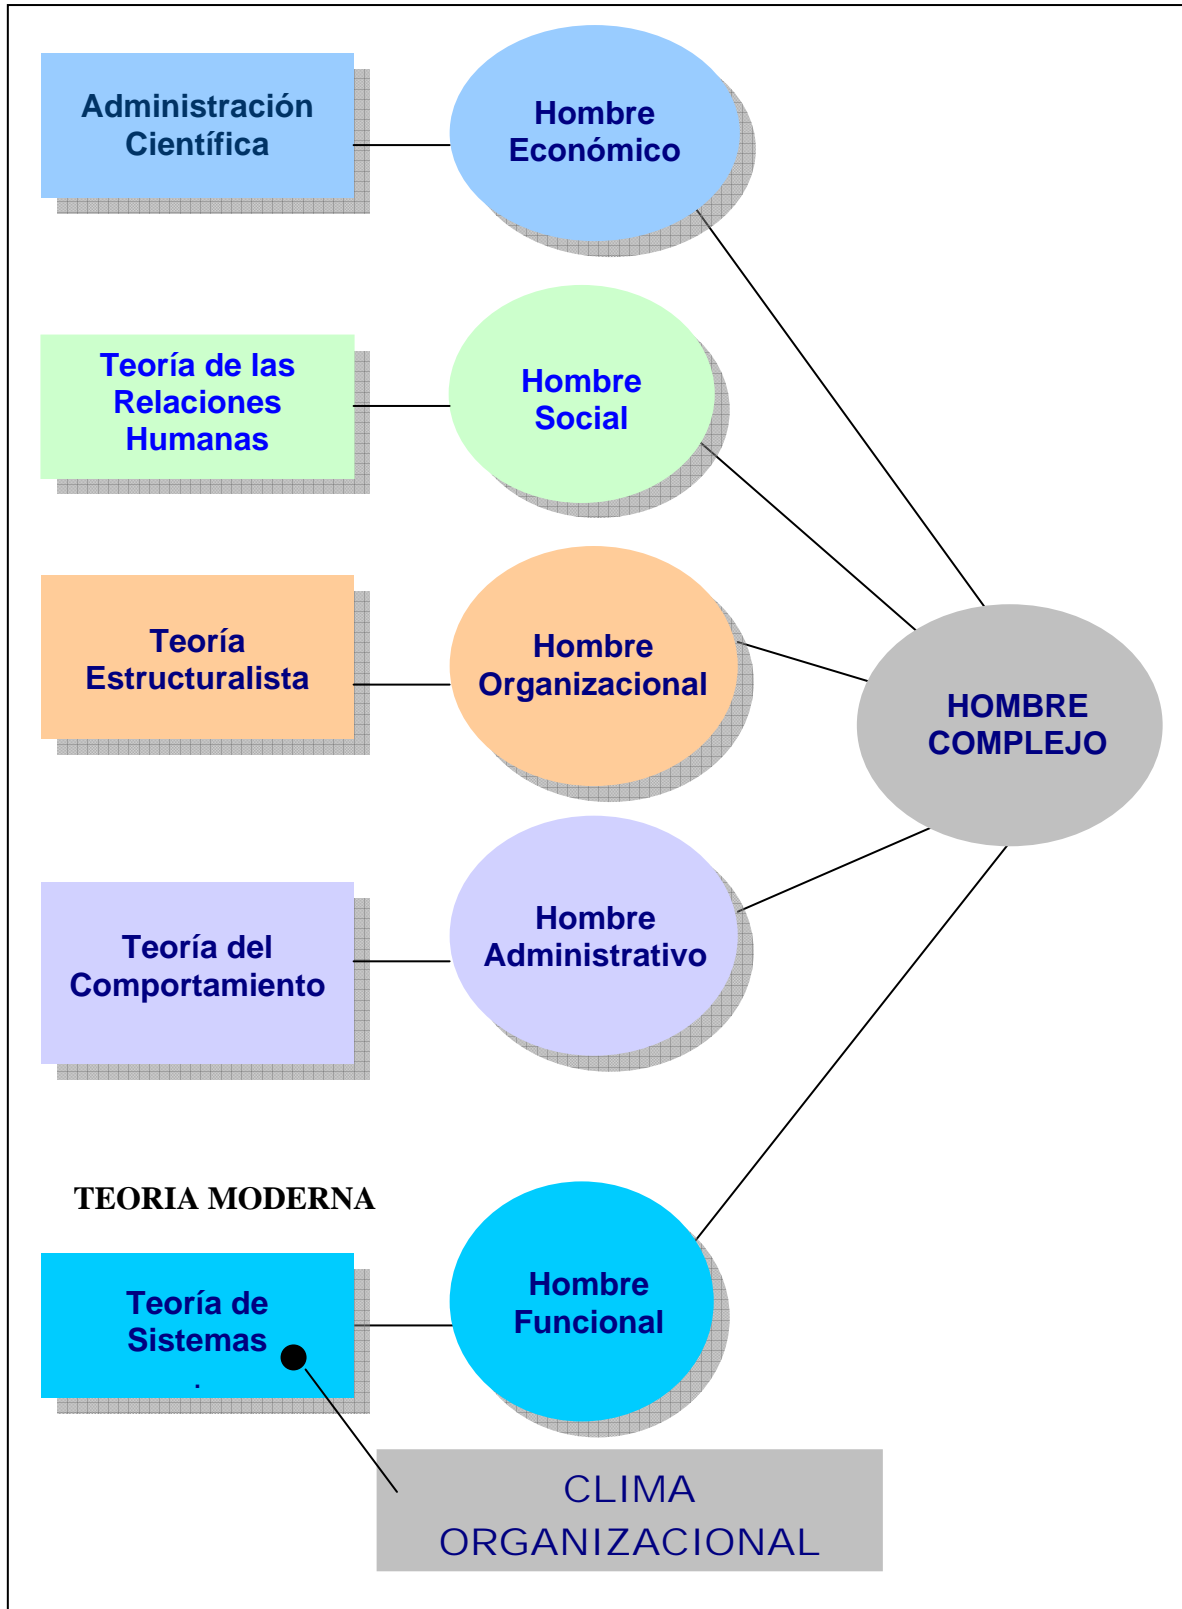 Administración
Científica
Hombre
Económico
Teoría de las
Relaciones
Humanas
Hombre
Social
Teoría
Estructuralista
Hombre
Organizacional
HOMBRE
COMPLEJO
Teoría del
Comportamiento
Hombre
Administrativo
TEORIA MODERNA
Teoría de
Sistemas
.
Hombre
Funcional
CLIMA
ORGANIZACIONAL